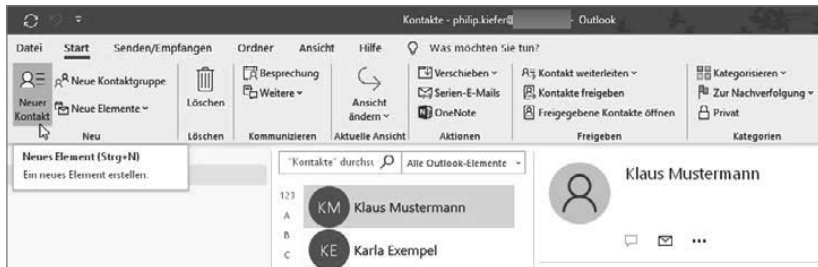 Kontakte - philip.kiefer@ - Outlook
Datei Start Senden/Empfangen Ordner Ansicht Hilfe Was möchten Sie tun?
Neuer Kontakt
Neue Kontaktgruppe
Neue Elemente
Neu
Löschen
Löschen
Besprechung
Weitere
Kommunizieren
Ansicht ändern
Aktuelle Ansicht
Verschieben
Serien-E-Mails
OneNote
Aktionen
Kontakt weiterleiten
Kontakte freigeben
Freigegebene Kontakte öffnen
Freigeben
Kategorisieren
Zur Nachverfolgung
Privat
Kategorien
Neues Element (Strg+N)
Ein neues Element erstellen.
"Kontakte" durchsu Alle Outlook-Elemente
123
A
B
C
KM Klaus Mustermann
KE Karla Exempel
Klaus Mustermann